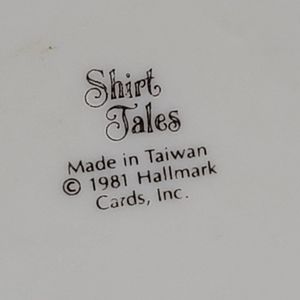 Shirt
Tales
Made in Taiwan
© 1981 Hallmark
Cards, Inc.